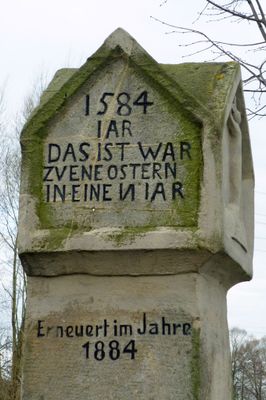 1584
IAR
DAS IST WAR
ZVENE OSTERN
IN EINE N IAR
Erneuert im Jahre
1884